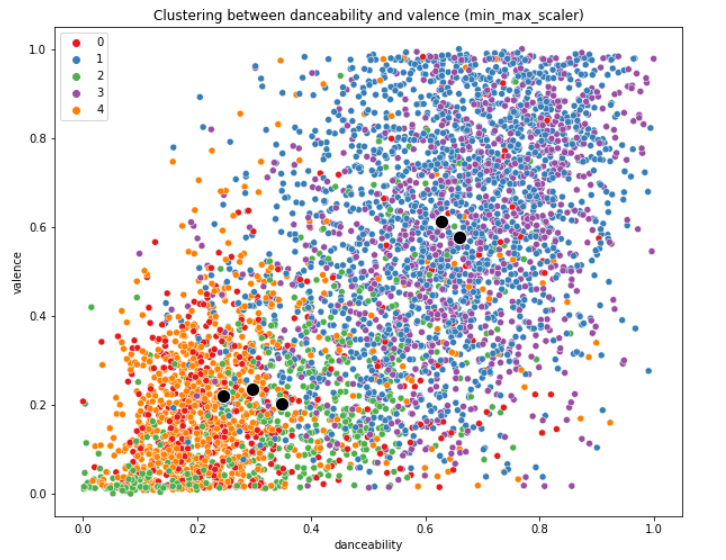 Clustering between danceability and valence (min_max_scaler)
0
1
2
3
4
1.0
0.8
0.6
0.4
0.2
0.0
valence
0.0 0.2 0.4 0.6 0.8 1.0
danceability